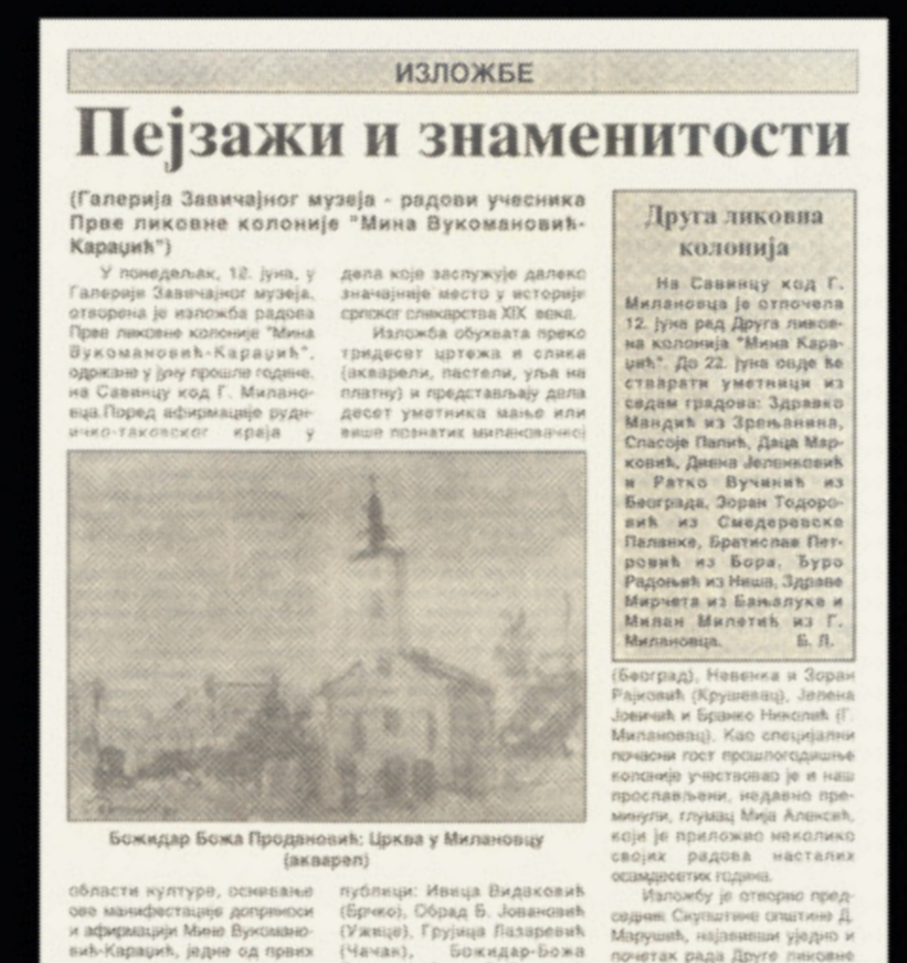 ИЗЛОЖБЕ
Пејзажи и знаменитости
(Галерија Завичајног музеја - радови учесника
Прве ликовне колоније "Мина Вукомановић-
Караџић")
У понедељак, 12. јуна, у
Галерији Завичајног музеја,
отворена је изложба радова
Прве ликовне колоније "Мина
Вукомановић-Караџић",
одржане у јуну прошле године,
на Савинцу код Г. Милано-
вца. Поред афирмације рудн-
ичко-таковског краја у
области културе, оснивање
ове манифестације доприноси
и афирмацији Мине Вукомано-
вић-Караџић, једне од првих
дела које заслужује далеко
значајније место у историји
српског сликарства XIX века.
Изложба обухвата преко
тридесет цртежа и слика
(акварели, пастели, уља на
платну) и представљају дела
десет уметника мање или
више познатих милановачкој
публици: Ивица Видаковић
(Брчко), Обрад Б. Јовановић
(Ужице), Грујица Лазаревић
(Чачак), Божидар-Божа
Божидар Божа Продановић: Црква у Милановцу
(акварел)
Друга ликовна
колонија
На Савинцу код Г.
Милановца је отпочела
12. јуна рад Друга ликов-
на колонија "Мина Кара-
џић". До 22. јуна овде ће
стварати уметници из
седам градова: Здравко
Мандић из Зрењанина,
Спасоје Папић, Даца Мар-
ковић, Дивна Јеленковић
и Ратко Вучинић из
Београда, Зоран Тодоро-
вић из Смедеревске
Паланке, Братислав Пет-
ровић из Бора, Ђуро
Радоњић из Ниша, Здраве
Мирчета из Бањалуке и
Милан Милетић из Г.
Милановца. Б. Л.
(Београд), Невенка и Зоран
Рајковић (Крушевац), Јелена
Јовичић и Бранко Николић (Г.
Милановац). Као специјални
почасни гост прошлогодишње
колоније учествовао је и наш
прослављени, недавно пре-
минули, глумац Мија Алексић,
који је приложио неколико
својих радова насталих
осамдесетих година.
Изложбу је отворио пред-
седник Скупштине општине Д.
Марушић, најавивши уједно и
почетак рада Друге ликовне